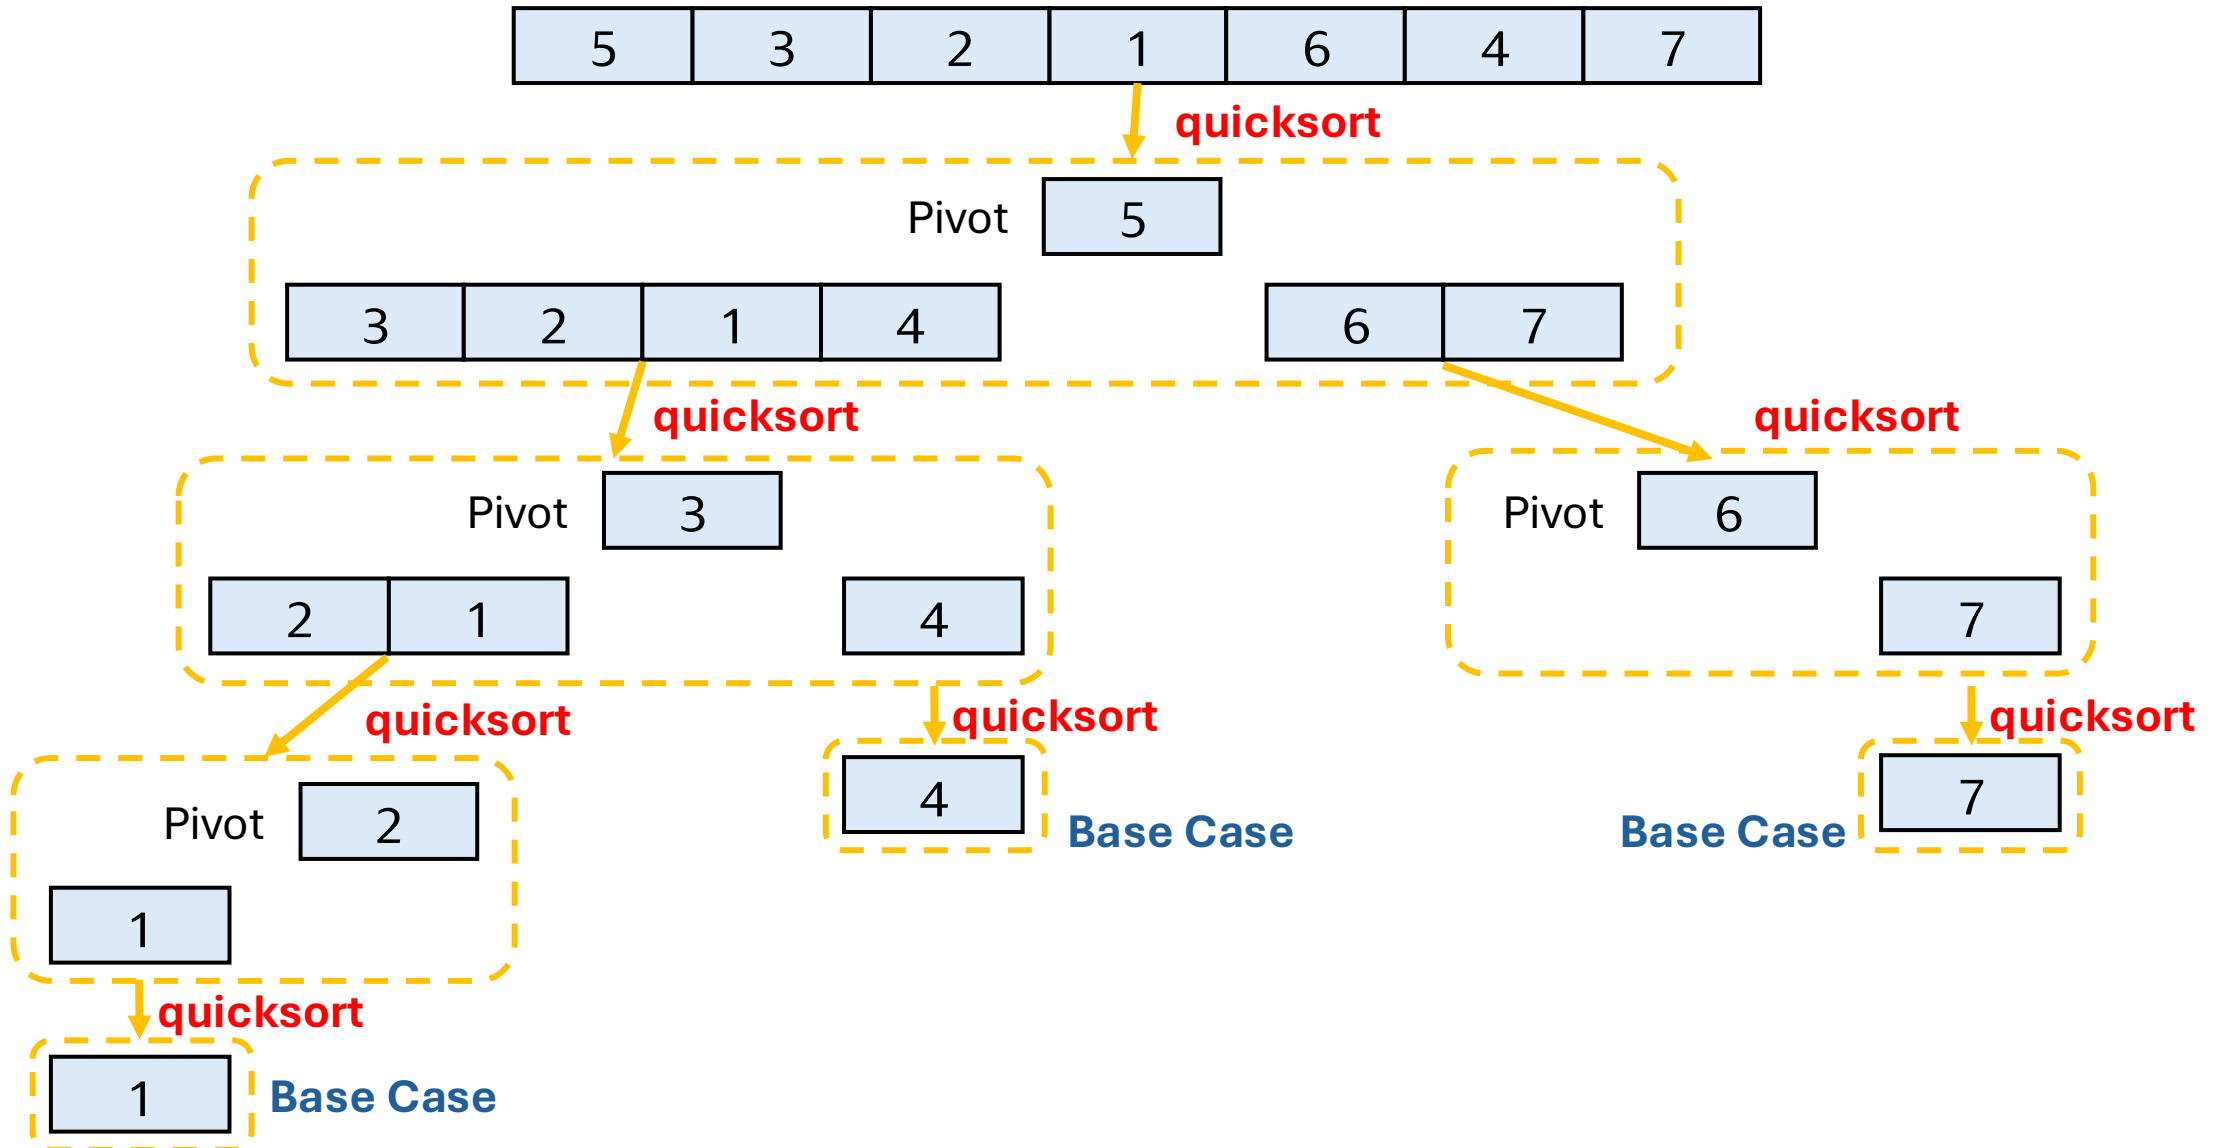 5 3 2 1 6 4 7
quicksort
Pivot 5
3 2 1 4 6 7
quicksort quicksort
Pivot 3 Pivot 6
2 1 4 7
quicksort quicksort quicksort
Pivot 2 4 Base Case Base Case 7
1
quicksort
1 Base Case